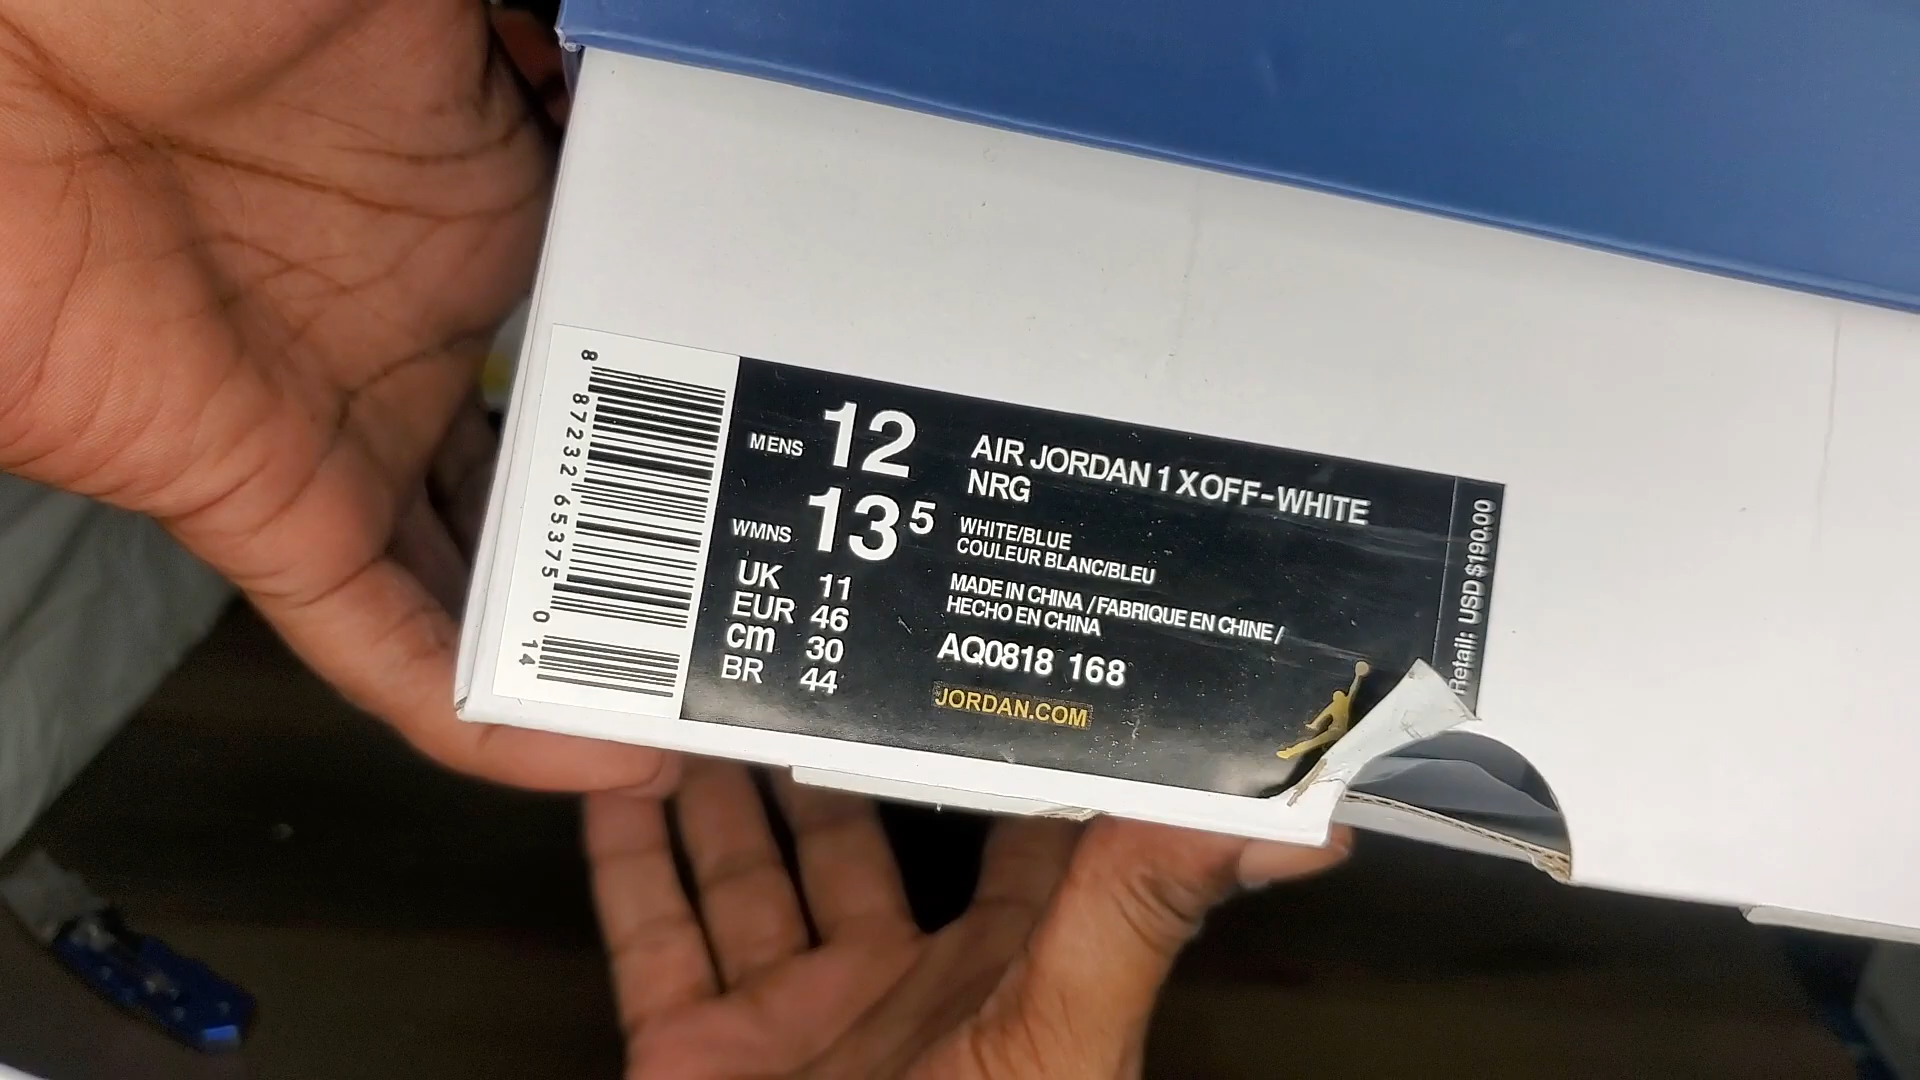 8 87232 65375 0 14
MENS 12
WMNS 13 5
UK 11
EUR 46
cm 30
BR 44
AIR JORDAN 1 X OFF-WHITE
NRG
WHITE/BLUE
COULEUR BLANC/BLEU
MADE IN CHINA / FABRIQUE EN CHINE /
HECHO EN CHINA
AQ0818 168
JORDAN.COM
Retail: USD $190.00